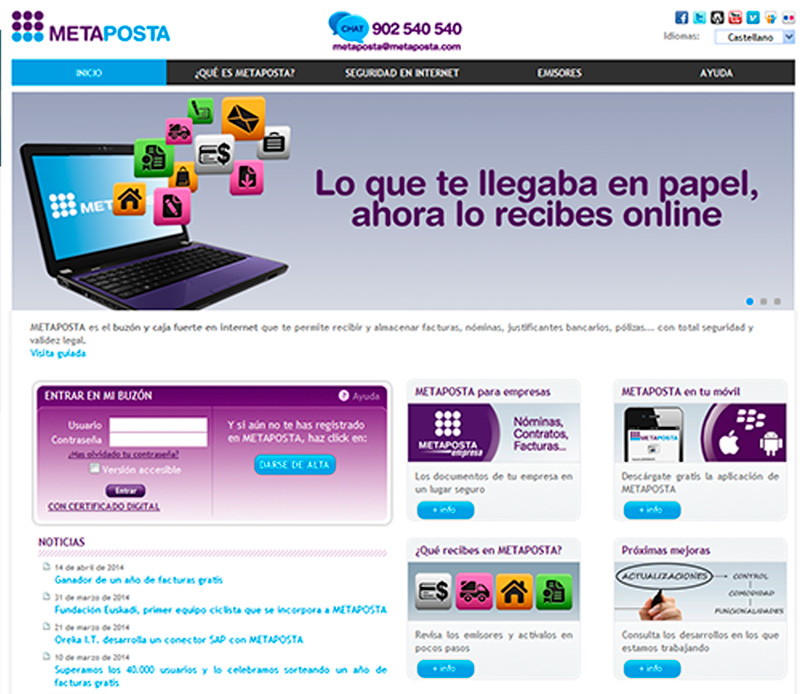 METAPOSTA
CHAT 902 540 540
metaposta@metaposta.com
Idiomas: Castellano
INICIO ¿QUÉ ES METAPOSTA? SEGURIDAD EN INTERNET EMISORES AYUDA
Lo que te llegaba en papel,
ahora lo recibes online
METAPOSTA es el buzón y caja fuerte en internet que te permite recibir y almacenar facturas, nóminas, justificantes bancarios, pólizas... con total seguridad y
validez legal.
Visita guiada
ENTRAR EN MI BUZÓN ? Ayuda
Usuario
Contraseña
¿Has olvidado tu contraseña?
Versión accesible
Entrar
CON CERTIFICADO DIGITAL
Y si aún no te has registrado
en METAPOSTA, haz click en:
DARSE DE ALTA
METAPOSTA para empresas
METAPOSTA
empresa
Nóminas,
Contratos,
Facturas...
Los documentos de tu empresa en
un lugar seguro
+ info
METAPOSTA en tu móvil
METAPOSTA
Descárgate gratis la aplicación de
METAPOSTA
+ info
NOTICIAS
14 de abril de 2014
Ganador de un año de facturas gratis
31 de marzo de 2014
Fundación Euskadi, primer equipo ciclista que se incorpora a METAPOSTA
21 de marzo de 2014
Oreka I.T. desarrolla un conector SAP con METAPOSTA
10 de marzo de 2014
Superamos los 40.000 usuarios y lo celebramos sorteando un año de
facturas gratis
¿Qué recibes en METAPOSTA?
Revisa los emisores y actívalos en
pocos pasos
+ info
Próximas mejoras
ACTUALIZACIONES
CONTROL
COMODIDAD
FUNCIONALIDADES
Consulta los desarrollos en los que
estamos trabajando
+ info